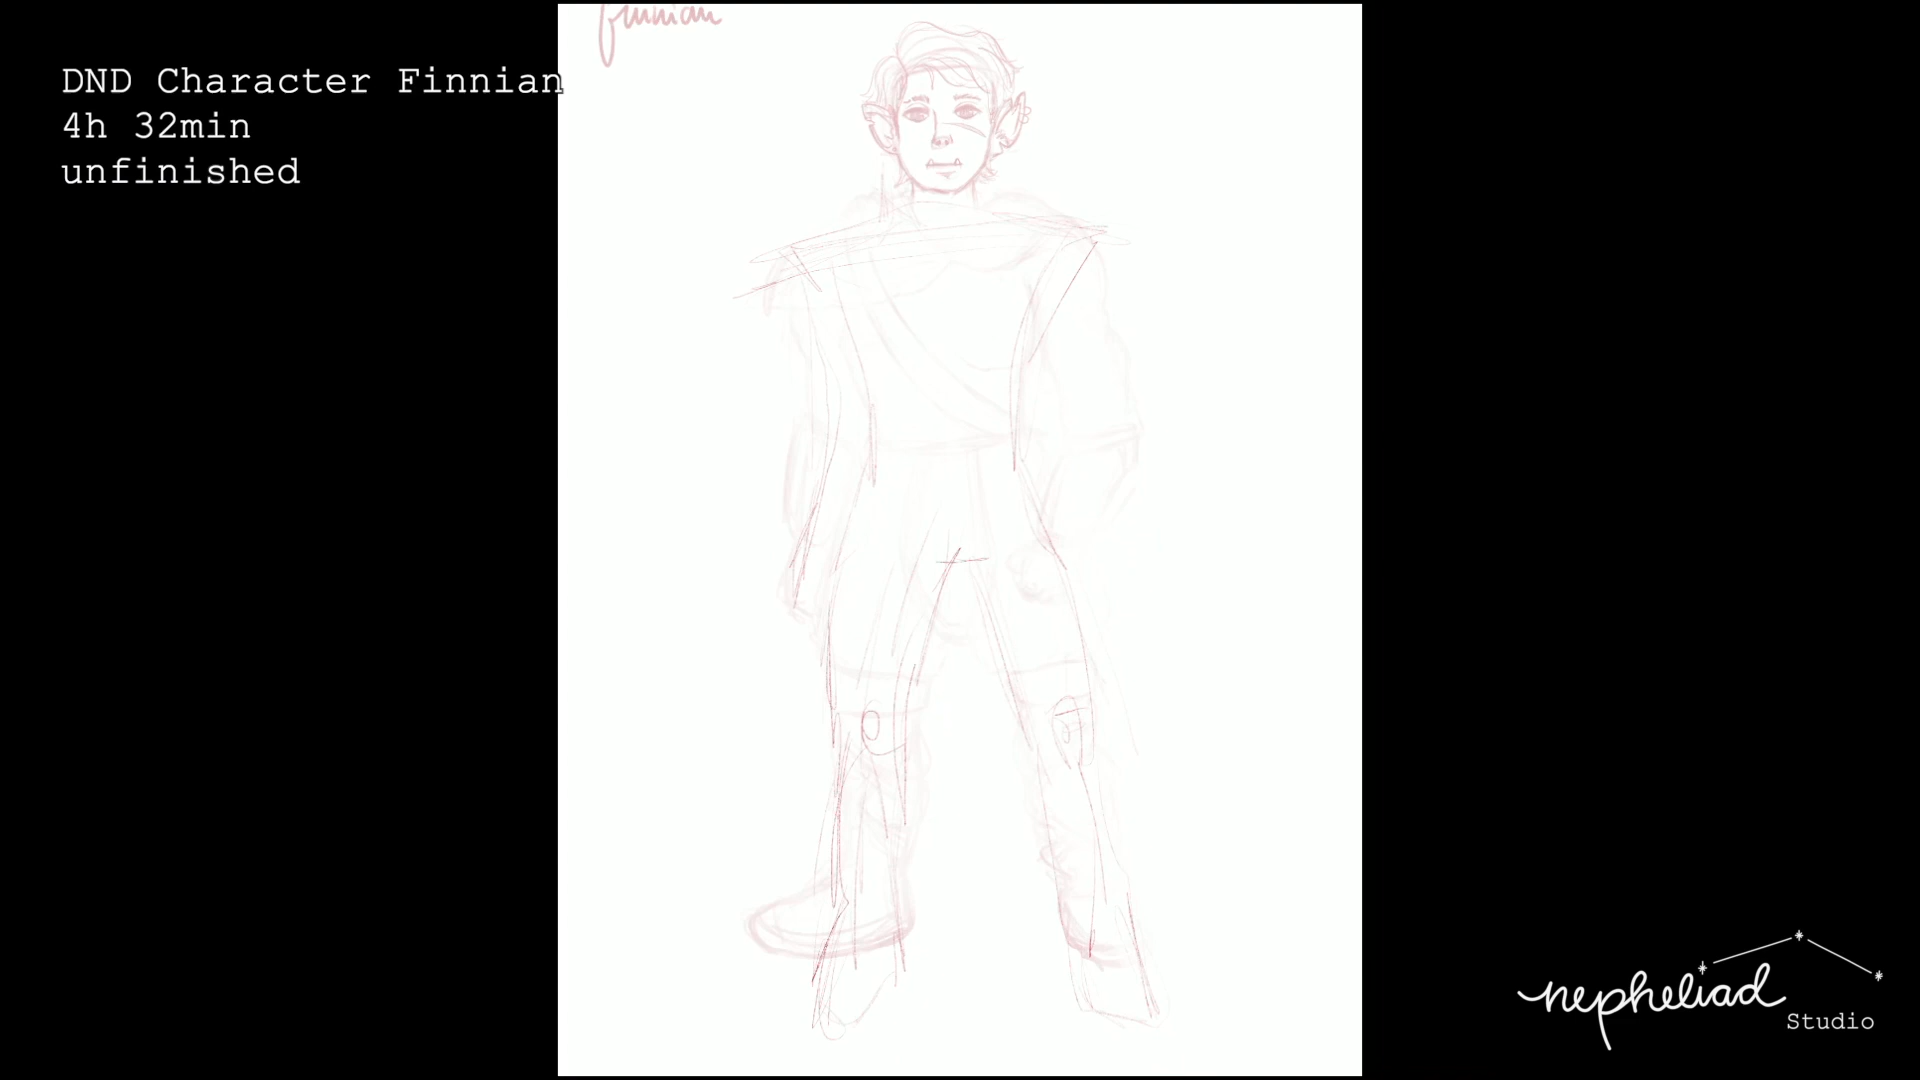 finnian
DND Character Finnian
4h 32min
unfinished
nepheliad
Studio